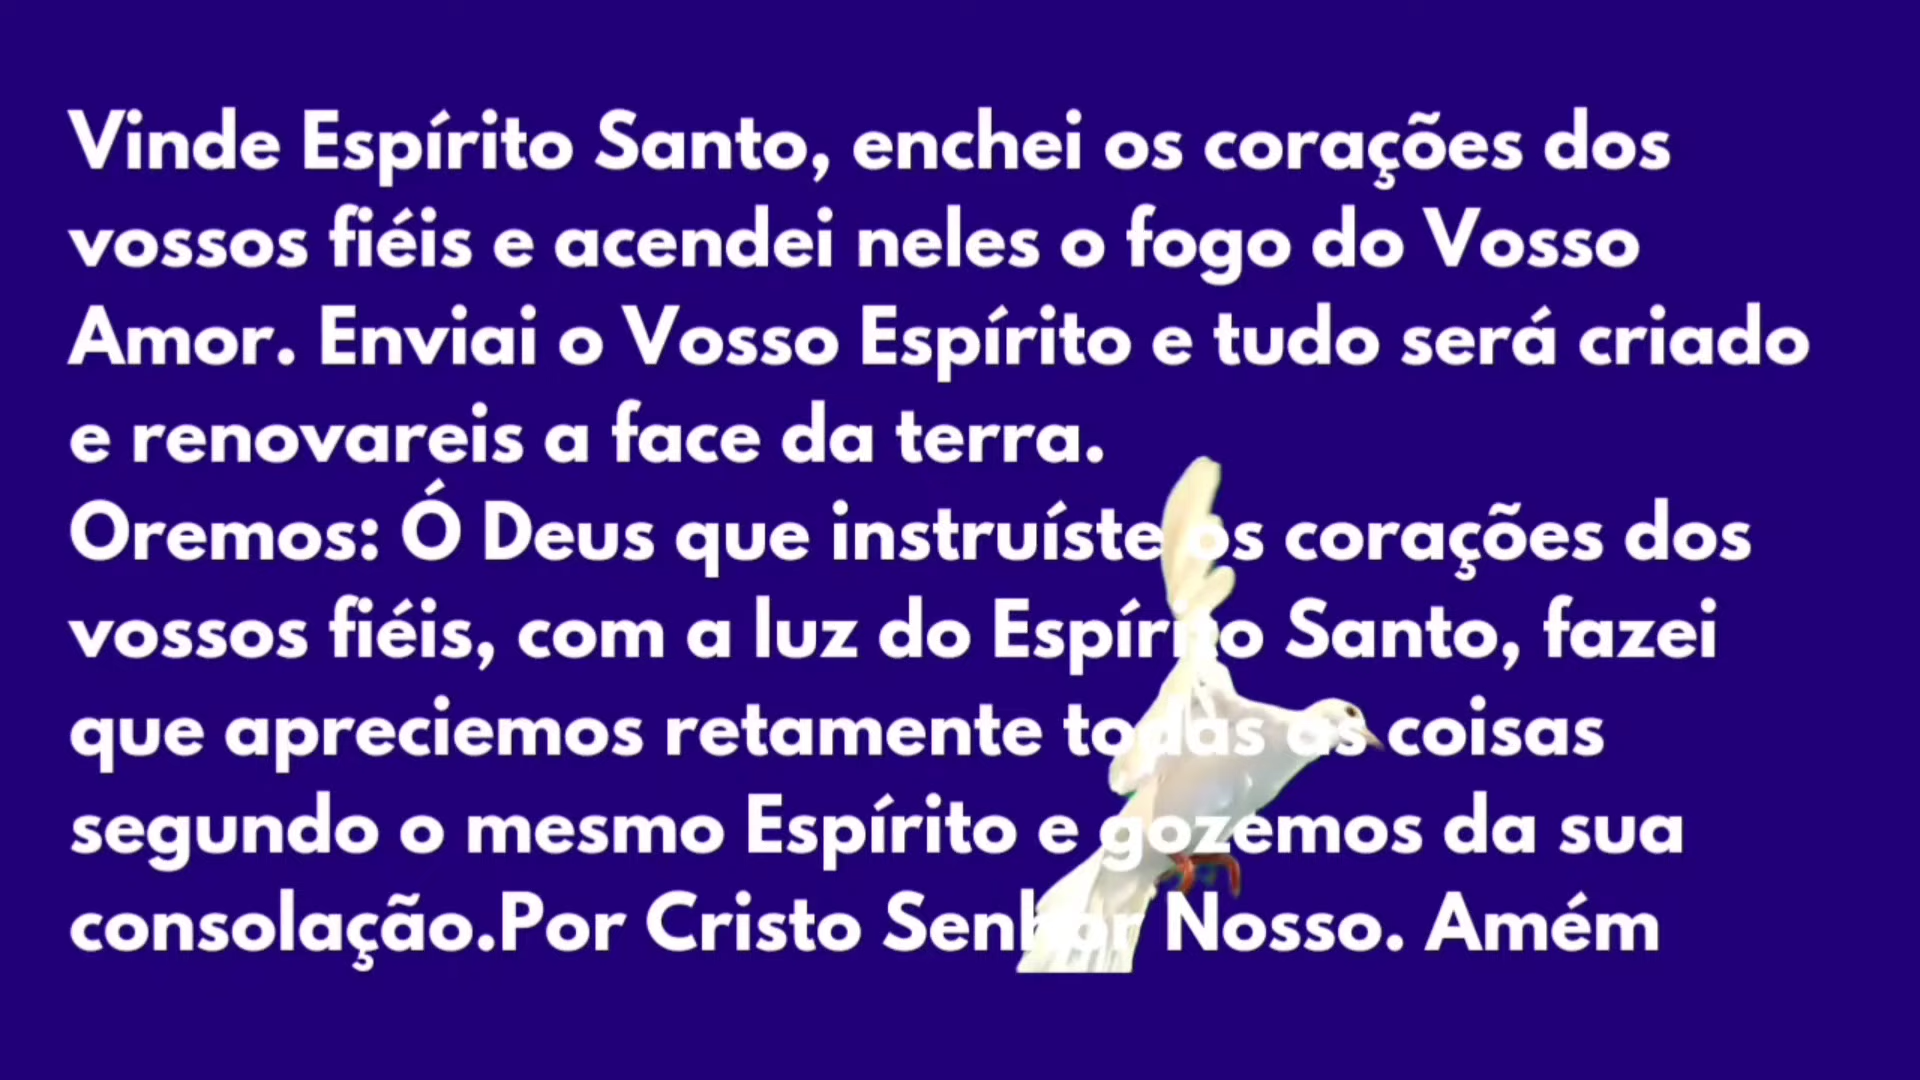 Vinde Espírito Santo, enchei os corações dos
vossos fiéis e acendei neles o fogo do Vosso
Amor. Enviai o Vosso Espírito e tudo será criado
e renovareis a face da terra.
Oremos: Ó Deus que instruíste os corações dos
vossos fiéis, com a luz do Espírito Santo, fazei
que apreciemos retamente todas as coisas
segundo o mesmo Espírito e gozemos da sua
consolação.Por Cristo Senhor Nosso. Amém